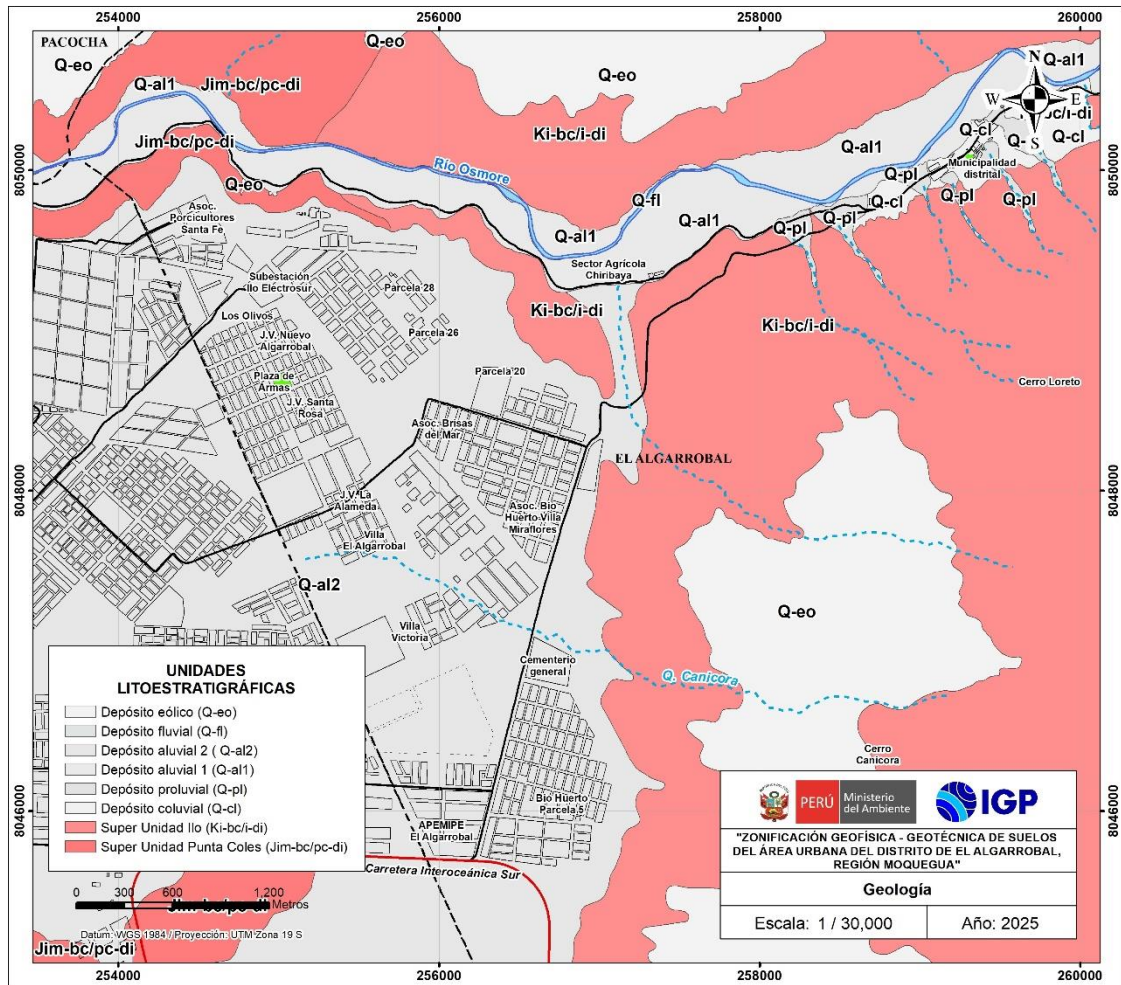 254000
256000
258000
260000
PACOCHA
Q-eo
Q-al1
Jim-bc/pc-di
Q-eo
Q-al1
N
W
E
S
Ki-bc/i-di
Jim-bc/pc-di
Q-cl
Q-cl
Q-al1
Municipalidad
distrital
8050000
8050000
Río Osmore
Q-eo
Q-pl
Q-fl
Q-cl
Q-pl
Q-pl
Asoc.
Porcicultores
Santa Fe
Q-al1
Q-al1
Q-pl
Q-pl
Sector Agrícola
Chiribaya
Subestación
Ilo Electrosur
Parcela 28
Los Olivos
Ki-bc/i-di
Ki-bc/i-di
J.V. Nuevo
Algarrobal
Parcela 26
Plaza de
Armas
Parcela 20
Cerro Loreto
J.V. Santa
Rosa
Asoc. Brisas
del Mar
EL ALGARROBAL
8048000
8048000
J.V. La
Alameda
Asoc. Bio
Huerto Villa
Miraflores
Villa
El Algarrobal
Q-al2
Q-eo
Villa
Victoria
Cementerio
general
Q. Canicora
Cerro
Canicora
UNIDADES
LITOESTRATIGRÁFICAS
Depósito eólico (Q-eo)
Depósito fluvial (Q-fl)
Depósito aluvial 2 ( Q-al2)
Depósito aluvial 1 (Q-al1)
Depósito proluvial (Q-pl)
Depósito coluvial (Q-cl)
Super Unidad Ilo (Ki-bc/i-di)
Super Unidad Punta Coles (Jim-bc/pc-di)
8046000
8046000
Bio Huerto
Parcela 5
APEMIPE
El Algarrobal
Carretera Interoceánica Sur
0 300 600 1,200
Metros
Jim-bc/pc-di
Datum: WGS 1984 / Proyección: UTM Zona 19 S
Jim-bc/pc-di
PERÚ
Ministerio
del Ambiente
IGP
"ZONIFICACIÓN GEOFÍSICA - GEOTÉCNICA DE SUELOS
DEL ÁREA URBANA DEL DISTRITO DE EL ALGARROBAL,
REGIÓN MOQUEGUA"
Geología
Escala: 1 / 30,000
Año: 2025
254000
256000
258000
260000